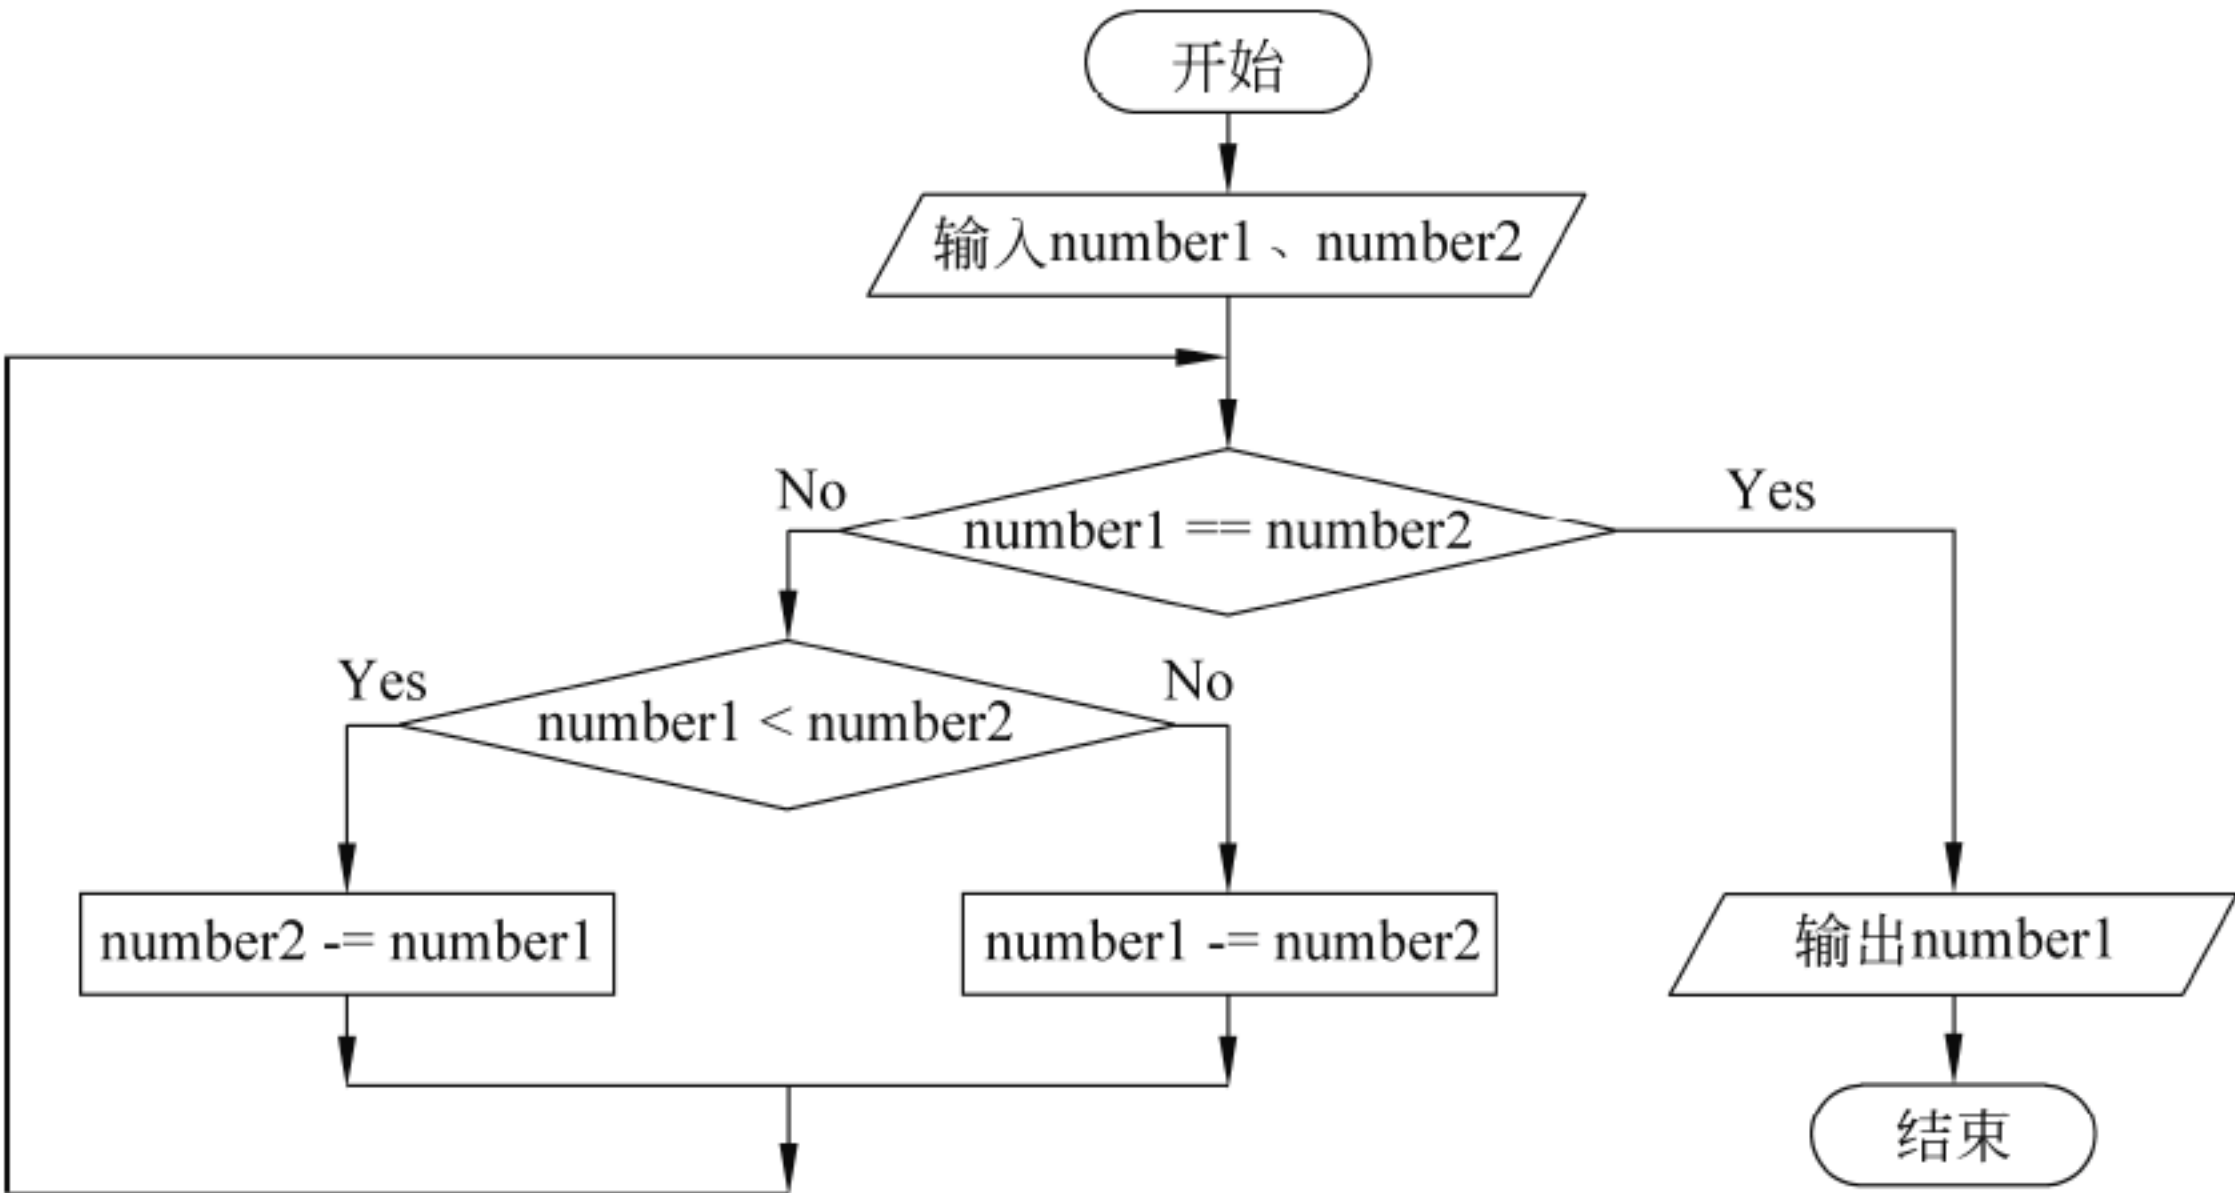 开始
输入number1、number2
No
Yes
number1 == number2
Yes
No
number1 < number2
number2 -= number1
number1 -= number2
输出number1
结束